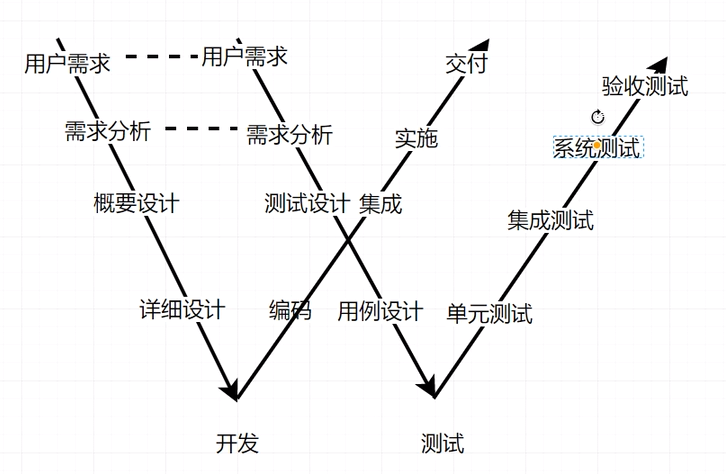 用户需求
用户需求
交付
验收测试
需求分析
需求分析
实施
系统测试
概要设计
测试设计
集成
集成测试
详细设计
编码
用例设计
单元测试
开发
测试